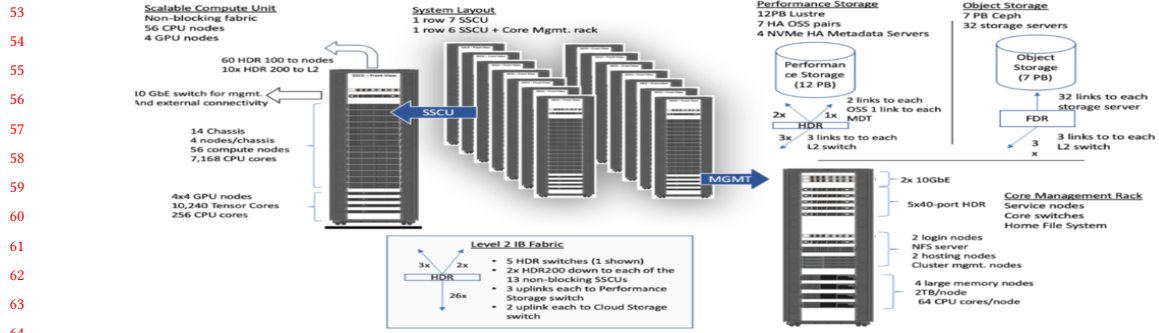 53
54
55
56
57
58
59
60
61
62
63
64
Scalable Compute Unit
Non-blocking fabric
56 CPU nodes
4 GPU nodes
60 HDR 100 to nodes
10x HDR 200 to L2
10 GbE switch for mgmt.
And external connectivity
SSCU – Front View
14 Chassis
4 nodes/chassis
56 compute nodes
7,168 CPU cores
4x4 GPU nodes
10,240 Tensor Cores
256 CPU cores
System Layout
1 row 7 SSCU
1 row 6 SSCU + Core Mgmt. rack
SSCU
MGMT
Level 2 IB Fabric
3x
2x
HDR
26x
• 5 HDR switches (1 shown)
• 2x HDR200 down to each of the
13 non-blocking SSCUs
• 3 uplinks each to Performance
Storage switch
• 2 uplink each to Cloud Storage
switch
Performance Storage
12PB Lustre
7 HA OSS pairs
4 NVMe HA Metadata Servers
Performan
ce Storage
(12 PB)
2 links to each
OSS 1 link to each
MDT
2x
1x
HDR
3x
3 links to to each
L2 switch
Object Storage
7 PB Ceph
32 storage servers
Object
Storage
(7 PB)
32 links to each
storage server
FDR
3
x
3 links to to each
L2 switch
2x 10GbE
5x40-port HDR
Core Management Rack
Service nodes
Core switches
Home File System
2 login nodes
NFS server
2 hosting nodes
Cluster mgmt. nodes
4 large memory nodes
2TB/node
64 CPU cores/node